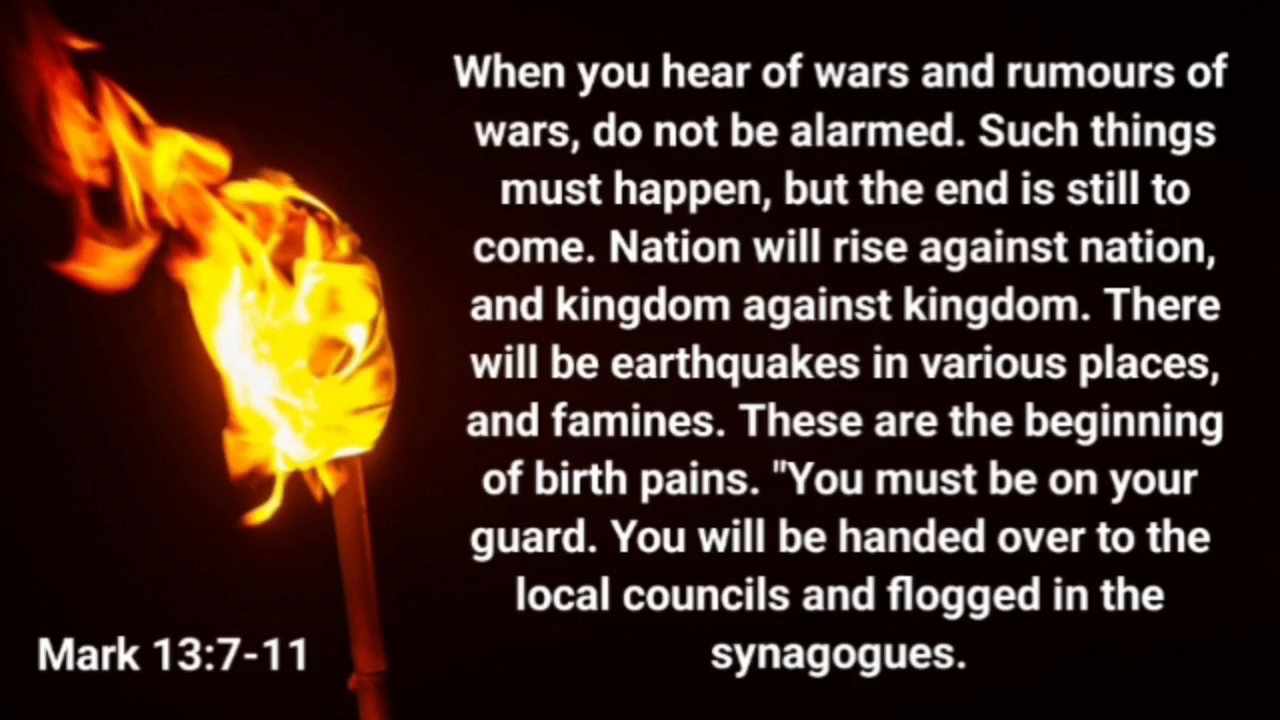 When you hear of wars and rumours of
wars, do not be alarmed. Such things
must happen, but the end is still to
come. Nation will rise against nation,
and kingdom against kingdom. There
will be earthquakes in various places,
and famines. These are the beginning
of birth pains. "You must be on your
guard. You will be handed over to the
local councils and flogged in the
synagogues.
Mark 13:7-11